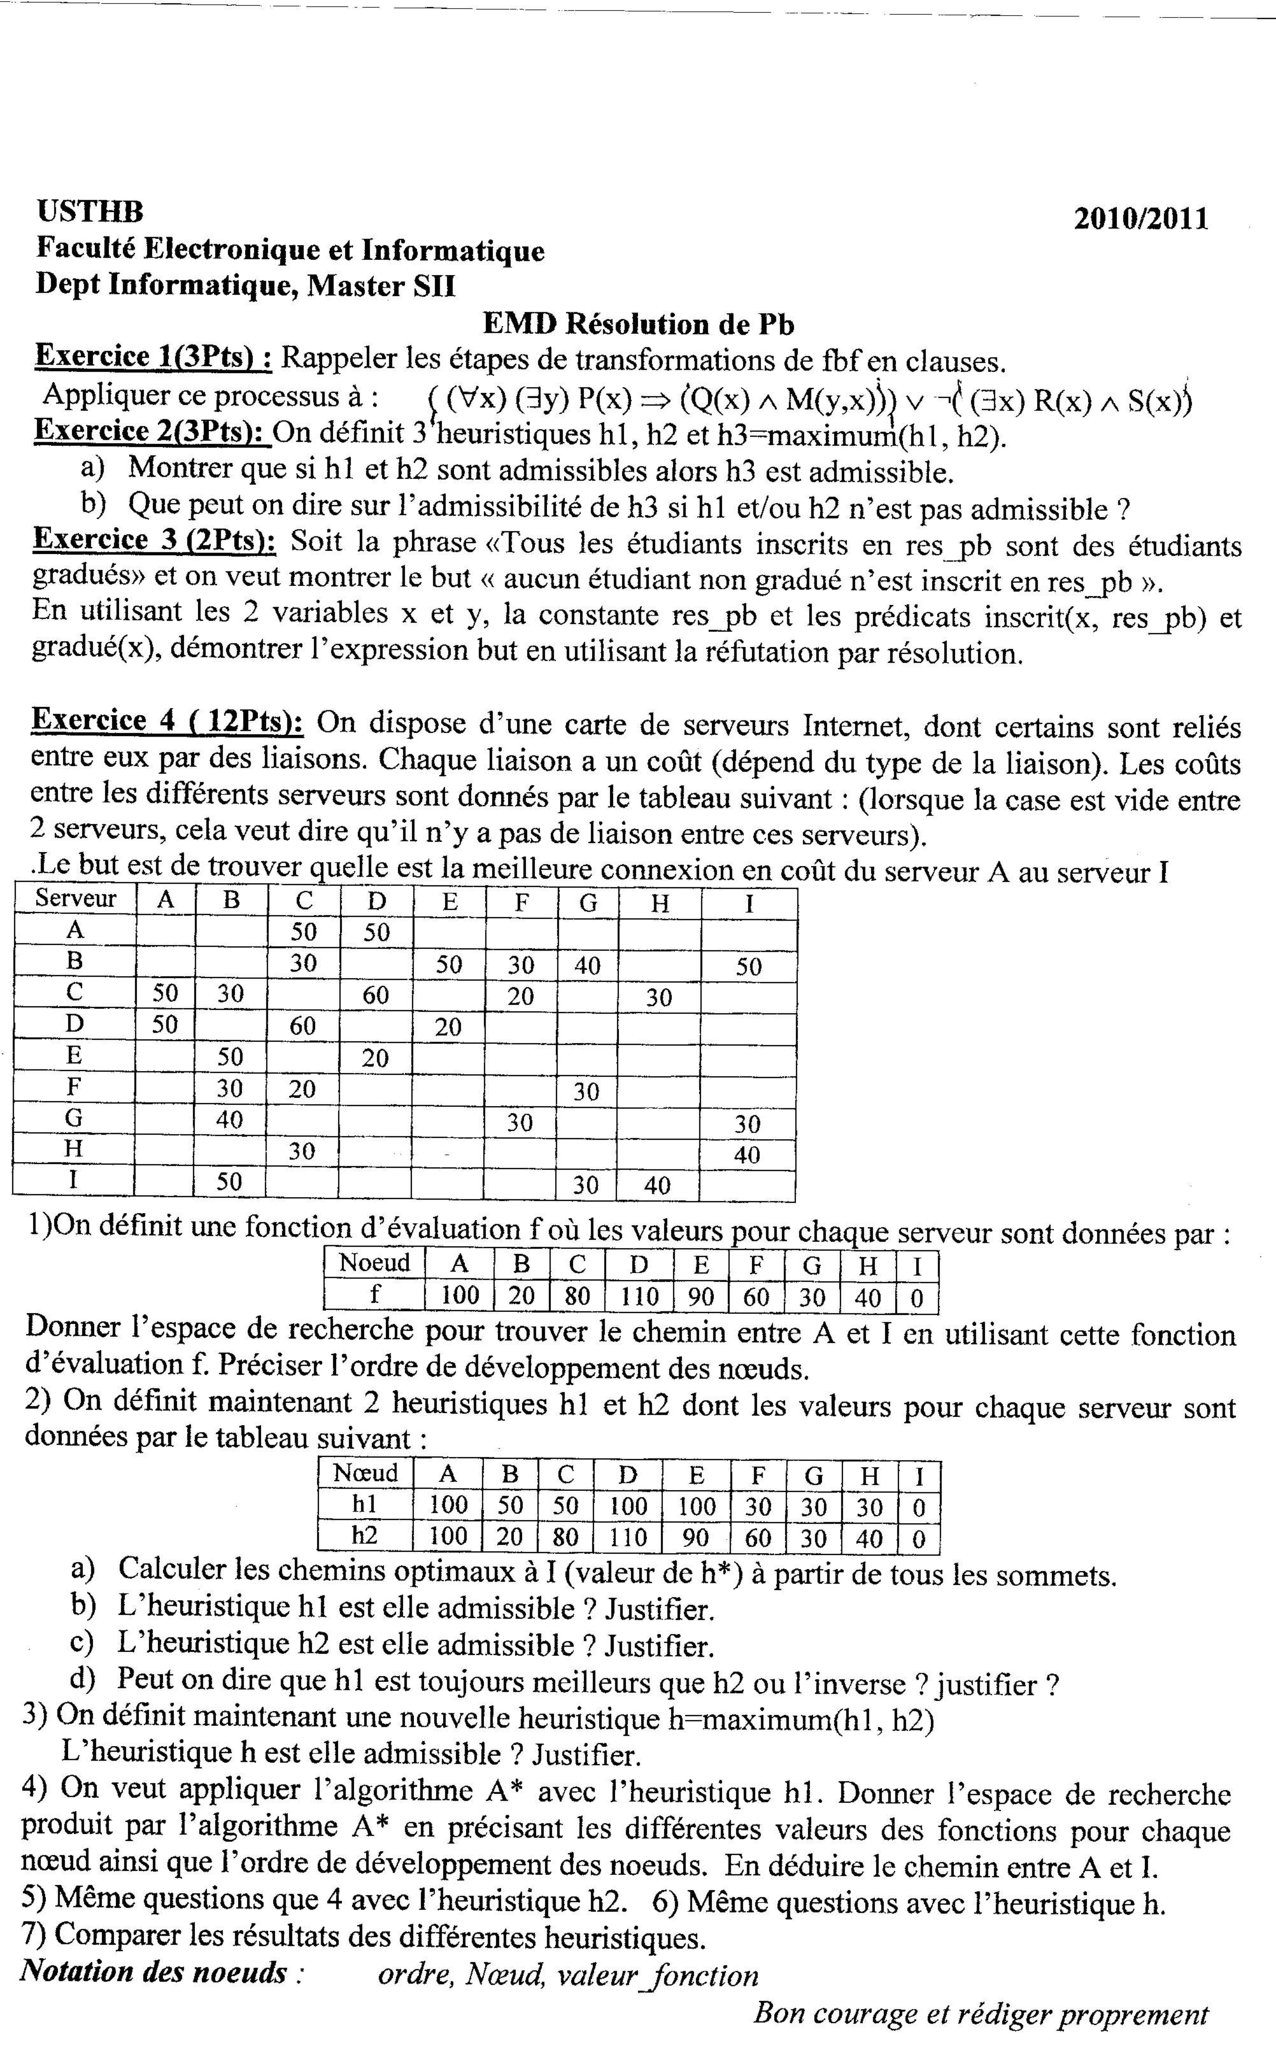 USTHB 2010/2011
Faculté Electronique et Informatique
Dept Informatique, Master SII
EMD Résolution de Pb
Exercice 1(3Pts) : Rappeler les étapes de transformations de fbf en clauses.
Appliquer ce processus à : ( (∀x) (∃y) P(x) ⇒ (Q(x) ∧ M(y,x))) ∨ ¬( (∃x) R(x) ∧ S(x))
Exercice 2(3Pts): On définit 3 heuristiques h1, h2 et h3=maximum(h1, h2).
a) Montrer que si h1 et h2 sont admissibles alors h3 est admissible.
b) Que peut on dire sur l'admissibilité de h3 si h1 et/ou h2 n'est pas admissible ?
Exercice 3 (2Pts): Soit la phrase «Tous les étudiants inscrits en res_pb sont des étudiants
gradués» et on veut montrer le but « aucun étudiant non gradué n'est inscrit en res_pb ».
En utilisant les 2 variables x et y, la constante res_pb et les prédicats inscrit(x, res_pb) et
gradué(x), démontrer l'expression but en utilisant la réfutation par résolution.
Exercice 4 ( 12Pts): On dispose d'une carte de serveurs Internet, dont certains sont reliés
entre eux par des liaisons. Chaque liaison a un coût (dépend du type de la liaison). Les coûts
entre les différents serveurs sont donnés par le tableau suivant : (lorsque la case est vide entre
2 serveurs, cela veut dire qu'il n'y a pas de liaison entre ces serveurs).
.Le but est de trouver quelle est la meilleure connexion en coût du serveur A au serveur I
Serveur A B C D E F G H I
A 50 50
B 30 50 30 40 50
C 50 30 60 20 30
D 50 60 20
E 50 20
F 30 20 30
G 40 30 30
H 30 40
I 50 30 40
1)On définit une fonction d'évaluation f où les valeurs pour chaque serveur sont données par :
Noeud A B C D E F G H I
f 100 20 80 110 90 60 30 40 0
Donner l'espace de recherche pour trouver le chemin entre A et I en utilisant cette fonction
d'évaluation f. Préciser l'ordre de développement des nœuds.
2) On définit maintenant 2 heuristiques h1 et h2 dont les valeurs pour chaque serveur sont
données par le tableau suivant :
Nœud A B C D E F G H I
h1 100 50 50 100 100 30 30 30 0
h2 100 20 80 110 90 60 30 40 0
a) Calculer les chemins optimaux à I (valeur de h*) à partir de tous les sommets.
b) L'heuristique h1 est elle admissible ? Justifier.
c) L'heuristique h2 est elle admissible ? Justifier.
d) Peut on dire que h1 est toujours meilleurs que h2 ou l'inverse ? justifier ?
3) On définit maintenant une nouvelle heuristique h=maximum(h1, h2)
L'heuristique h est elle admissible ? Justifier.
4) On veut appliquer l'algorithme A* avec l'heuristique h1. Donner l'espace de recherche
produit par l'algorithme A* en précisant les différentes valeurs des fonctions pour chaque
nœud ainsi que l'ordre de développement des noeuds. En déduire le chemin entre A et I.
5) Même questions que 4 avec l'heuristique h2. 6) Même questions avec l'heuristique h.
7) Comparer les résultats des différentes heuristiques.
Notation des noeuds : ordre, Nœud, valeur_fonction
Bon courage et rédiger proprement